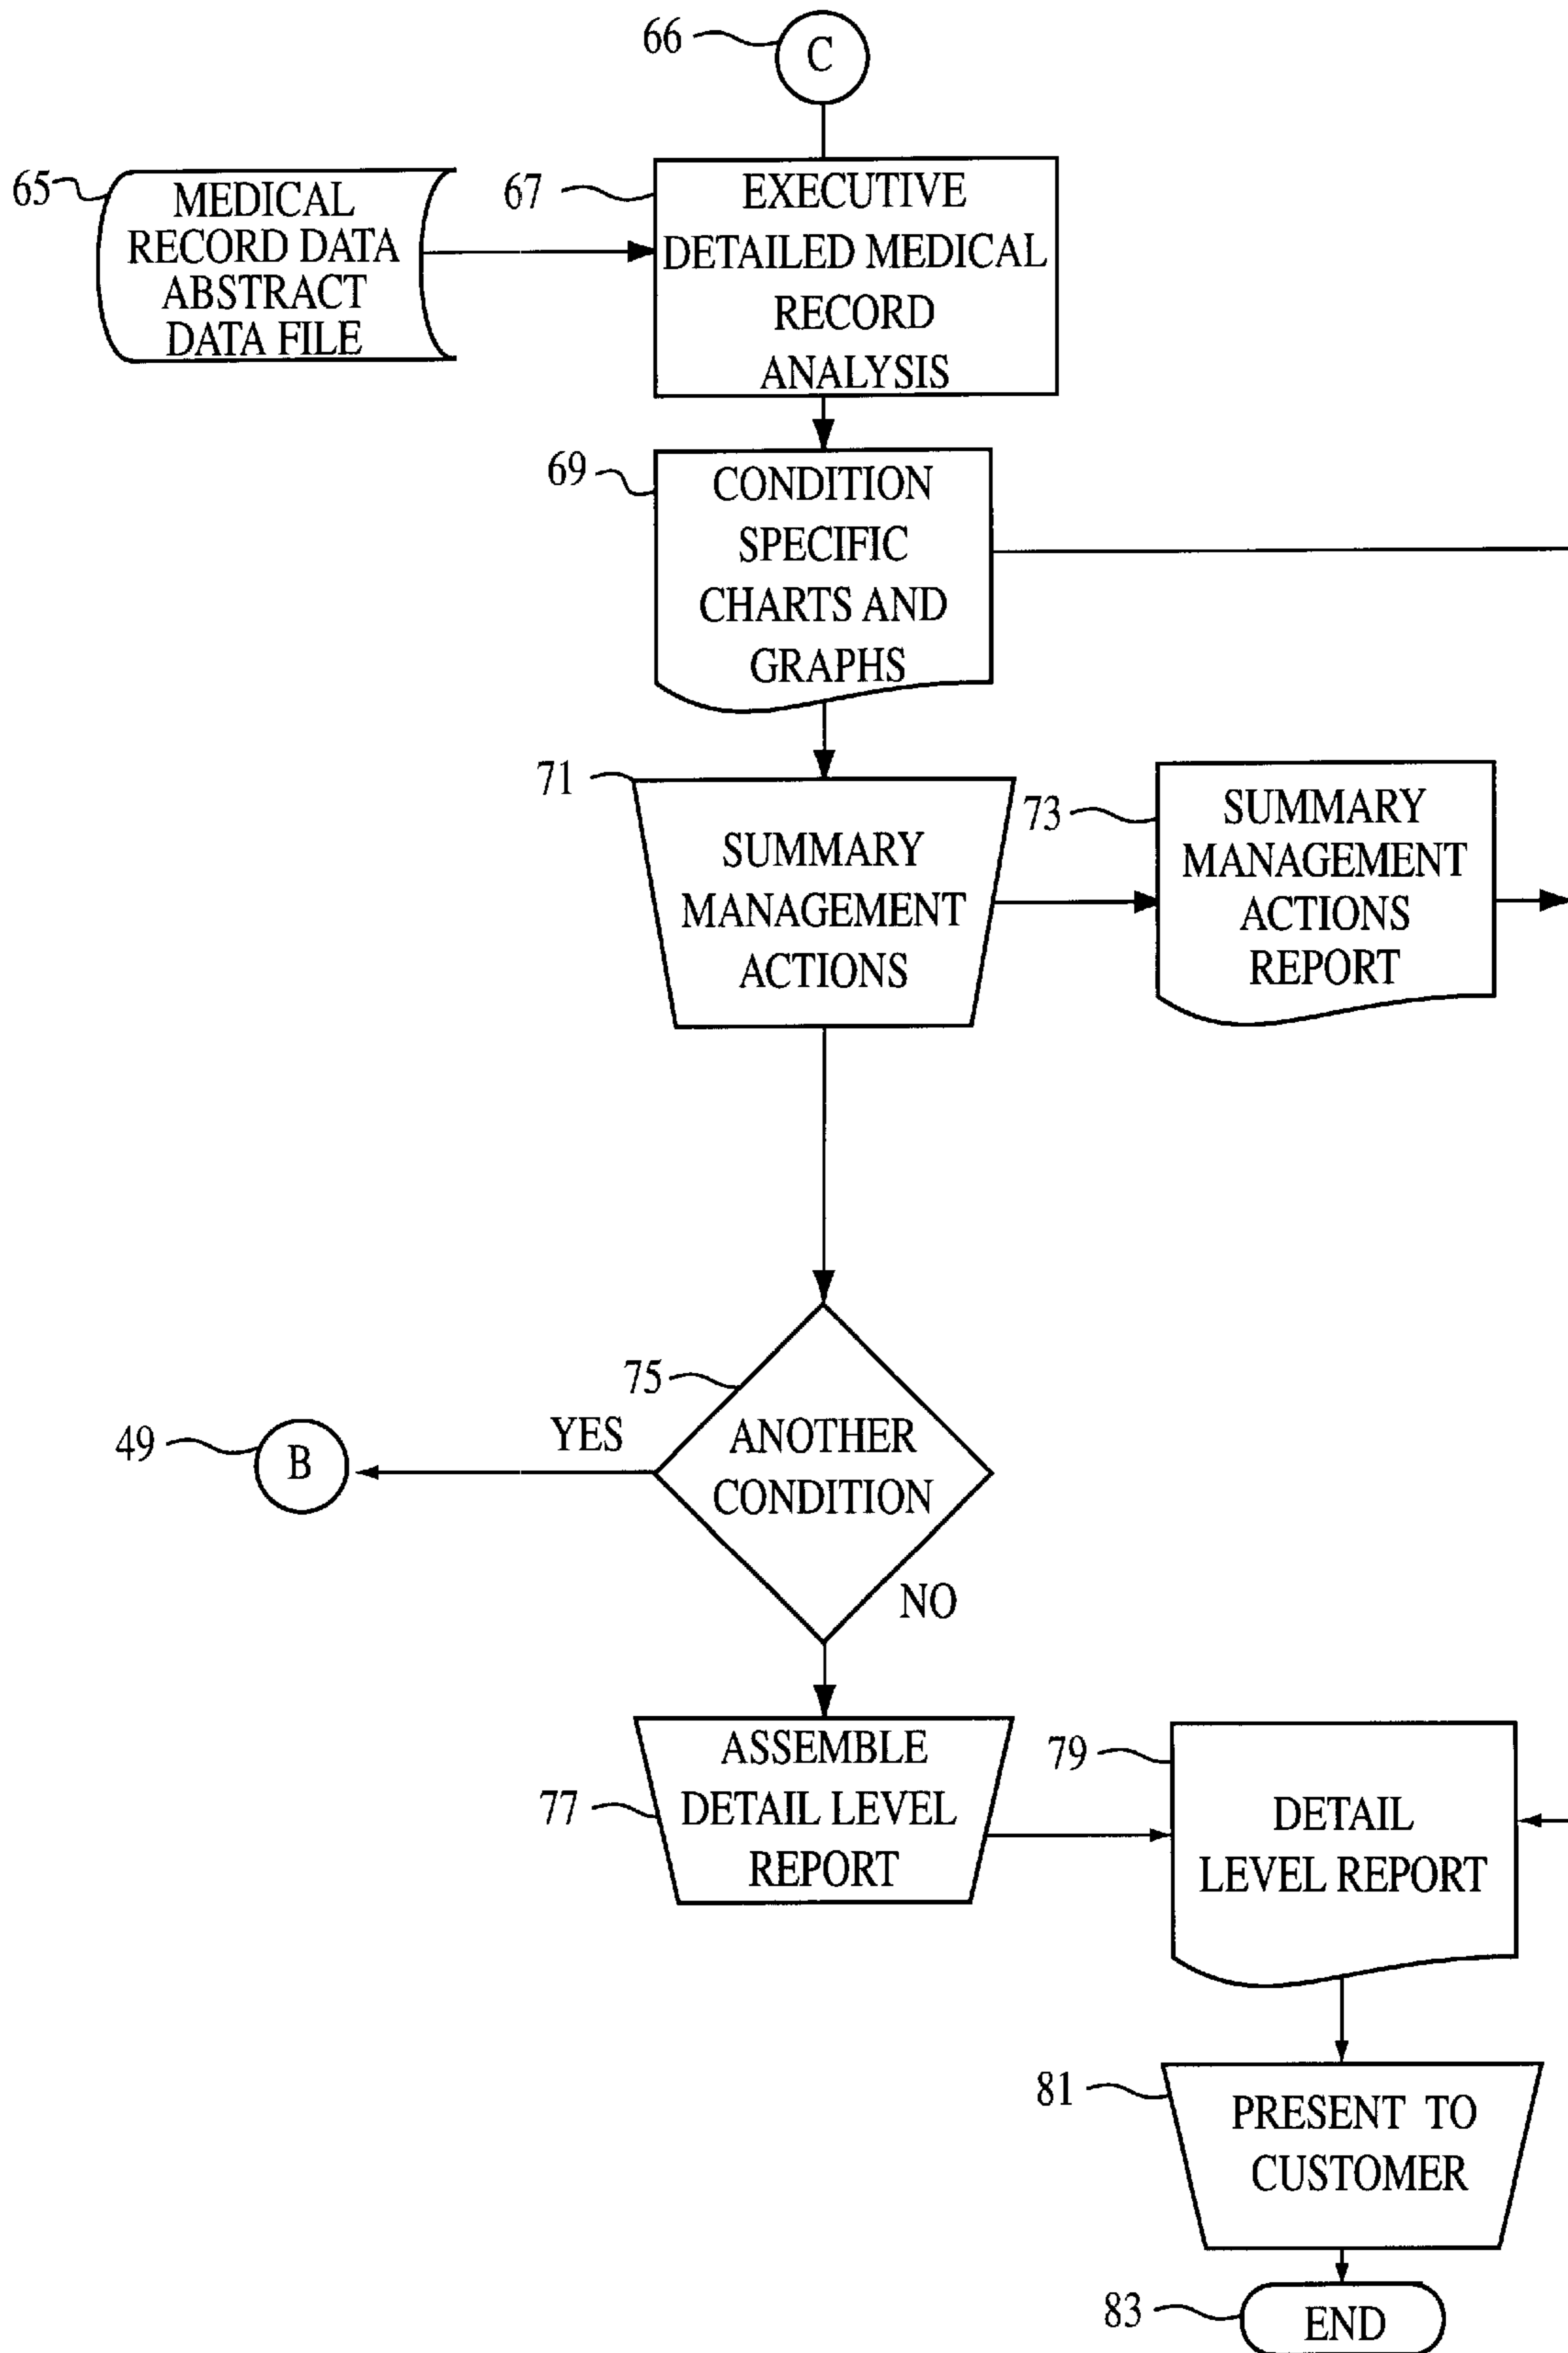 66
C
65
MEDICAL
RECORD DATA
ABSTRACT
DATA FILE
67
EXECUTIVE
DETAILED MEDICAL
RECORD
ANALYSIS
69
CONDITION
SPECIFIC
CHARTS AND
GRAPHS
71
SUMMARY
MANAGEMENT
ACTIONS
73
SUMMARY
MANAGEMENT
ACTIONS
REPORT
75
ANOTHER
CONDITION
YES
49
B
NO
77
ASSEMBLE
DETAIL LEVEL
REPORT
79
DETAIL
LEVEL REPORT
81
PRESENT TO
CUSTOMER
83
END